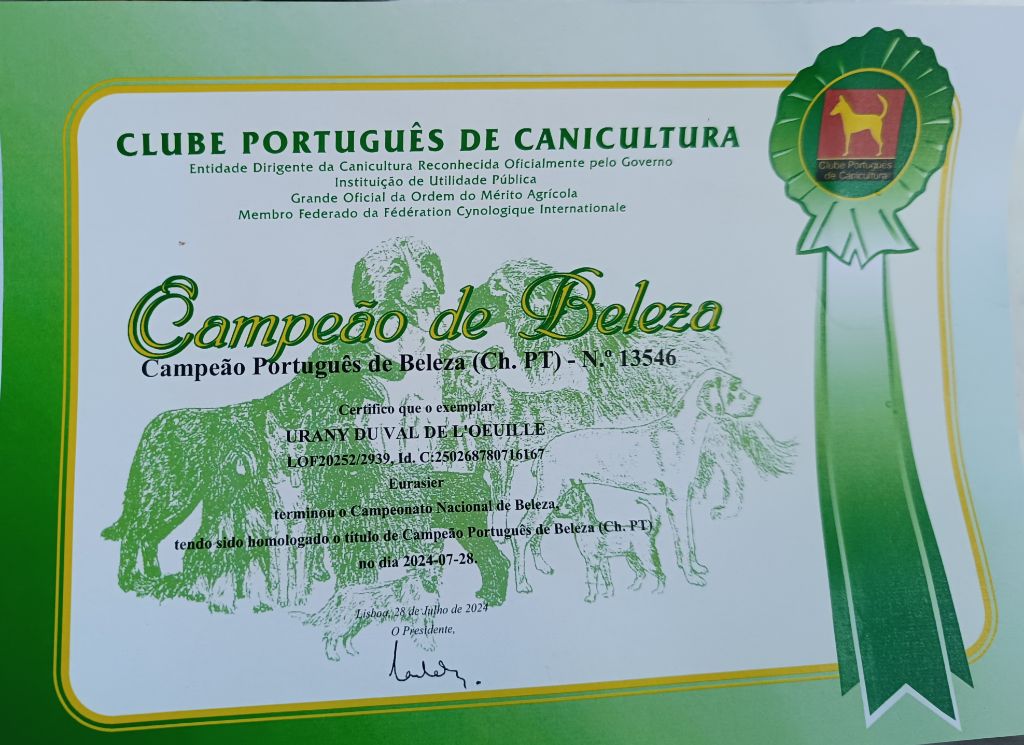 CLUBE PORTUGUÊS DE CANICULTURA
Entidade Dirigente da Canicultura Reconhecida Oficialmente pelo Governo
Instituição de Utilidade Pública
Grande Oficial da Ordem do Mérito Agrícola
Membro Federado da Fédération Cynologique Internationale
Clube Português
de Canicultura
Campeão de Beleza
Campeão Português de Beleza (Ch. PT) - N.º 13546
Certifico que o exemplar
URANY DU VAL DE L'OEUILLE
LOF20252/2939, Id. C:250268780716167
Eurasier
terminou o Campeonato Nacional de Beleza,
tendo sido homologado o título de Campeão Português de Beleza (Ch. PT)
no dia 2024-07-28.
Lisboa, 28 de Julho de 2024
O Presidente,